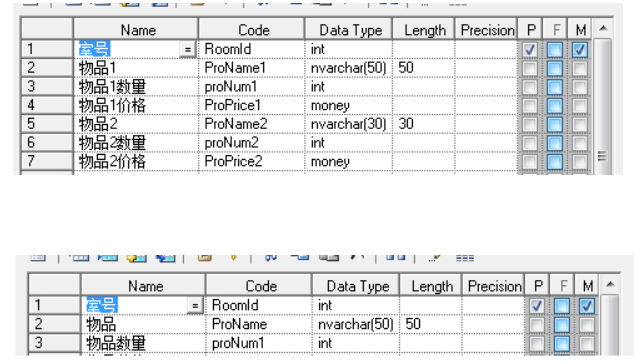 Name Code Data Type Length Precision P F M
1 室号 = RoomId int
2 物品1 ProName1 nvarchar(50) 50
3 物品1数量 proNum1 int
4 物品1价格 ProPrice1 money
5 物品2 ProName2 nvarchar(30) 30
6 物品2数量 proNum2 int
7 物品2价格 ProPrice2 money
Name Code Data Type Length Precision P F M
1 室号 = RoomId int
2 物品 ProName nvarchar(50) 50
3 物品数量 proNum1 int